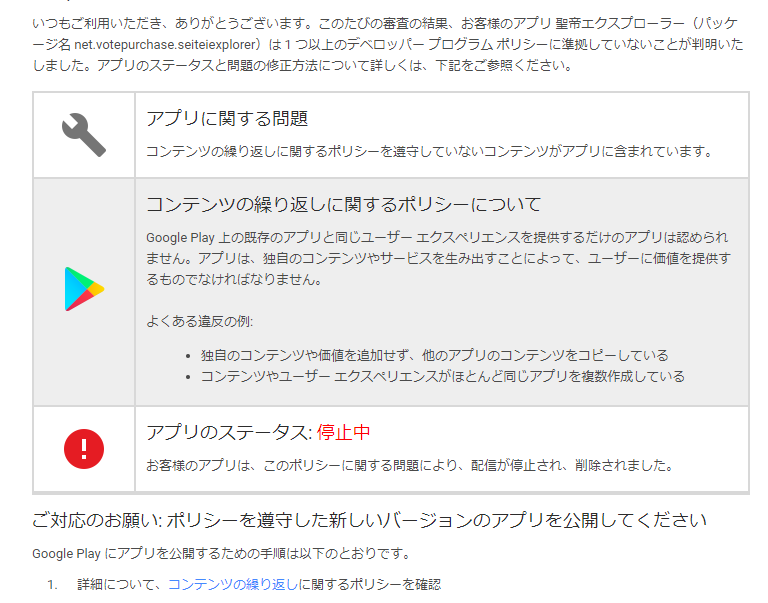 いつもご利用いただき、ありがとうございます。このたびの審査の結果、お客様のアプリ 聖帝エクスプローラー（パッケ
ージ名 net.votepurchase.seiteiexplorer）は 1 つ以上のデベロッパー プログラム ポリシーに準拠していないことが判明いた
しました。アプリのステータスと問題の修正方法について詳しくは、下記をご参照ください。
アプリに関する問題
コンテンツの繰り返しに関するポリシーを遵守していないコンテンツがアプリに含まれています。
コンテンツの繰り返しに関するポリシーについて
Google Play 上の既存のアプリと同じユーザー エクスペリエンスを提供するだけのアプリは認められ
ません。アプリは、独自のコンテンツやサービスを生み出すことによって、ユーザーに価値を提供す
るものでなければなりません。
よくある違反の例:
• 独自のコンテンツや価値を追加せず、他のアプリのコンテンツをコピーしている
• コンテンツやユーザー エクスペリエンスがほとんど同じアプリを複数作成している
アプリのステータス: 停止中
お客様のアプリは、このポリシーに関する問題により、配信が停止され、削除されました。
ご対応のお願い: ポリシーを遵守した新しいバージョンのアプリを公開してください
Google Play にアプリを公開するための手順は以下のとおりです。
1. 詳細について、コンテンツの繰り返しに関するポリシーを確認